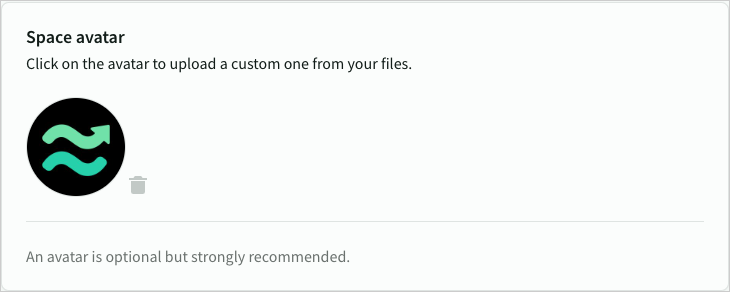 Space avatar
Click on the avatar to upload a custom one from your files.
An avatar is optional but strongly recommended.